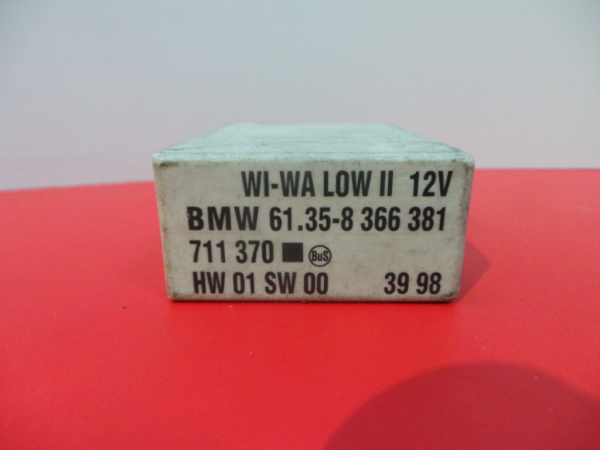 WI-WA LOW II 12V
BMW 61.35-8 366 381
711 370 ■ BuS
HW 01 SW 00 39 98